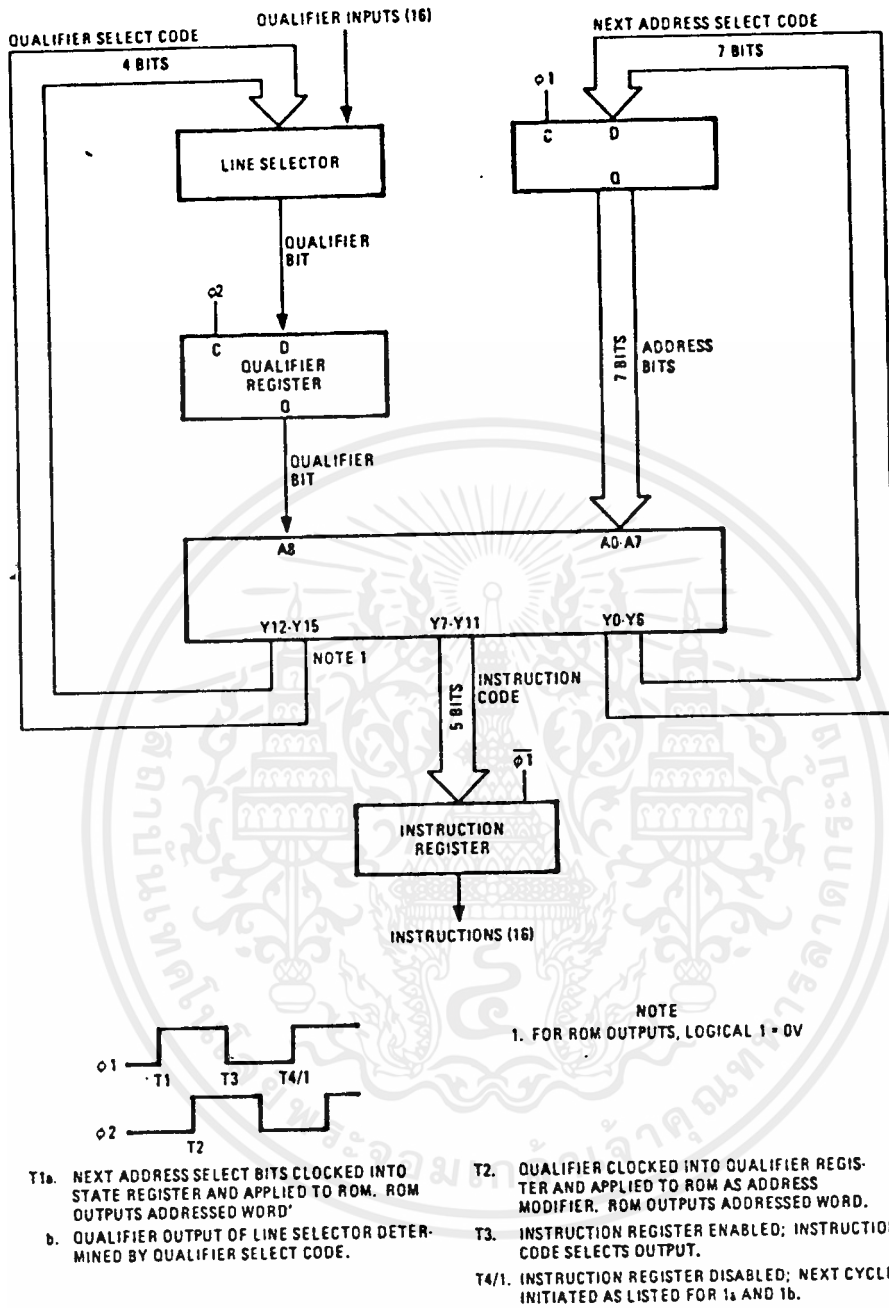 QUALIFIER INPUTS (16)
QUALIFIER SELECT CODE
4 BITS
NEXT ADDRESS SELECT CODE
7 BITS
φ1
C D
Q
LINE SELECTOR
QUALIFIER
BIT
φ2
C D
QUALIFIER
REGISTER
Q
7 BITS
ADDRESS
BITS
QUALIFIER
BIT
A8
A0-A7
Y12-Y15
Y7-Y11
Y0-Y6
NOTE 1
5 BITS
INSTRUCTION
CODE
φ1
INSTRUCTION
REGISTER
INSTRUCTIONS (16)
NOTE
1. FOR ROM OUTPUTS, LOGICAL 1 = 0V
φ1
T1
T3
T4/1
φ2
T2
T1a. NEXT ADDRESS SELECT BITS CLOCKED INTO
STATE REGISTER AND APPLIED TO ROM. ROM
OUTPUTS ADDRESSED WORD'
b. QUALIFIER OUTPUT OF LINE SELECTOR DETER-
MINED BY QUALIFIER SELECT CODE.
T2. QUALIFIER CLOCKED INTO QUALIFIER REGIS-
TER AND APPLIED TO ROM AS ADDRESS
MODIFIER. ROM OUTPUTS ADDRESSED WORD.
T3. INSTRUCTION REGISTER ENABLED; INSTRUCTION
CODE SELECTS OUTPUT.
T4/1. INSTRUCTION REGISTER DISABLED; NEXT CYCLE
INITIATED AS LISTED FOR 1a AND 1b.